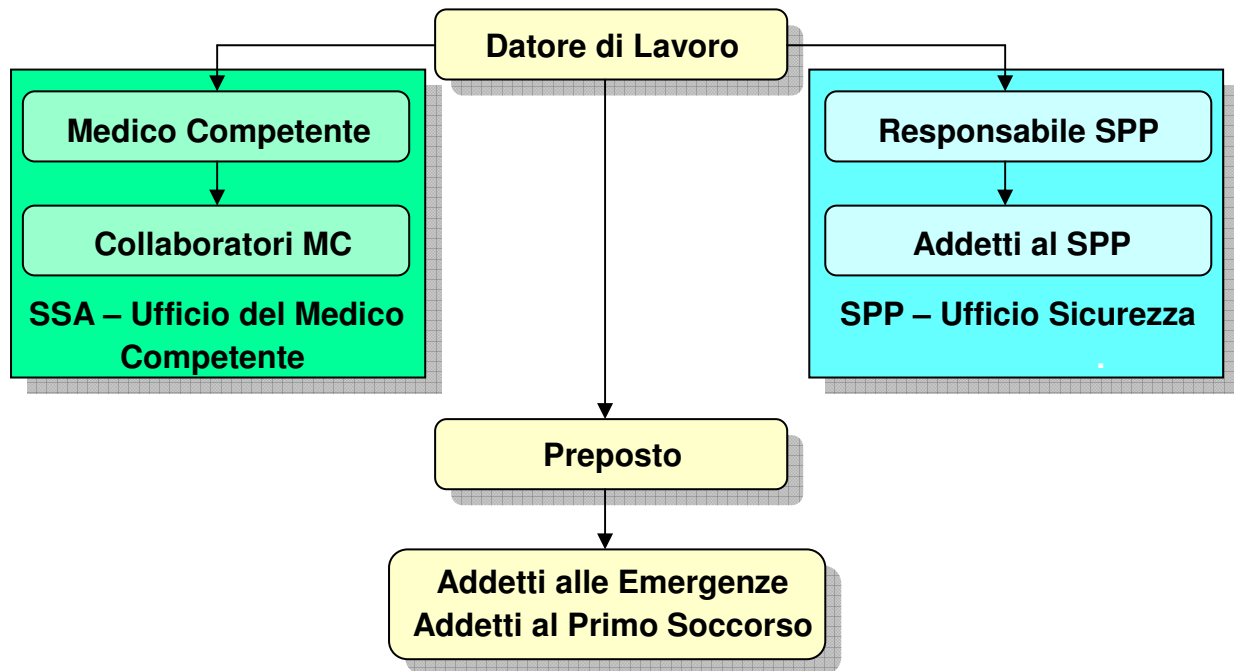 Datore di Lavoro
Medico Competente
Collaboratori MC
SSA – Ufficio del Medico
Competente
Responsabile SPP
Addetti al SPP
SPP – Ufficio Sicurezza
Preposto
Addetti alle Emergenze
Addetti al Primo Soccorso